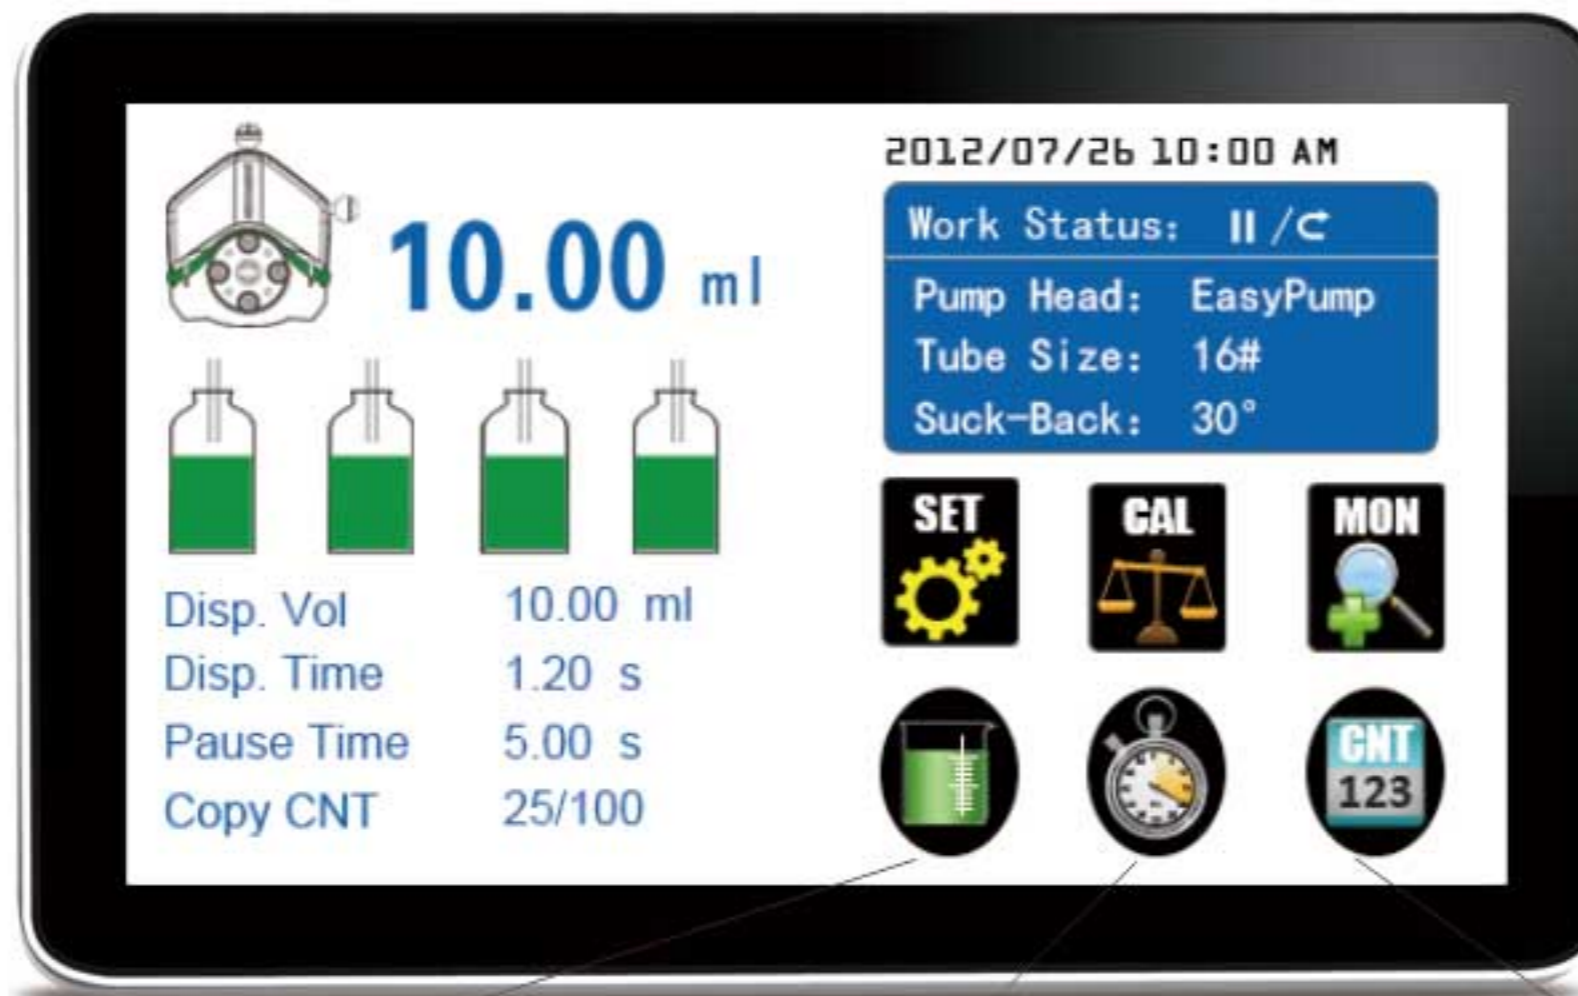 2012/07/26 10:00 AM
10.00 ml
Work Status: /
Pump Head: EasyPump
Tube Size: 16#
Suck-Back: 30°
SET
CAL
MON
Disp. Vol 10.00 ml
Disp. Time 1.20 s
Pause Time 5.00 s
Copy CNT 25/100
CNT
123